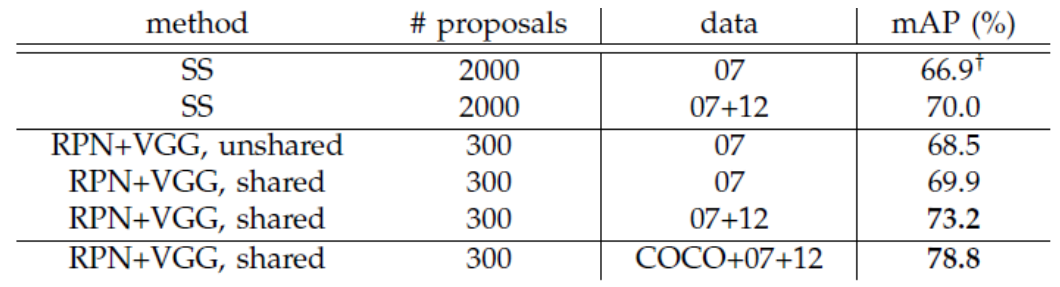 method # proposals data mAP (%)
SS 2000 07 66.9†
SS 2000 07+12 70.0
RPN+VGG, unshared 300 07 68.5
RPN+VGG, shared 300 07 69.9
RPN+VGG, shared 300 07+12 73.2
RPN+VGG, shared 300 COCO+07+12 78.8